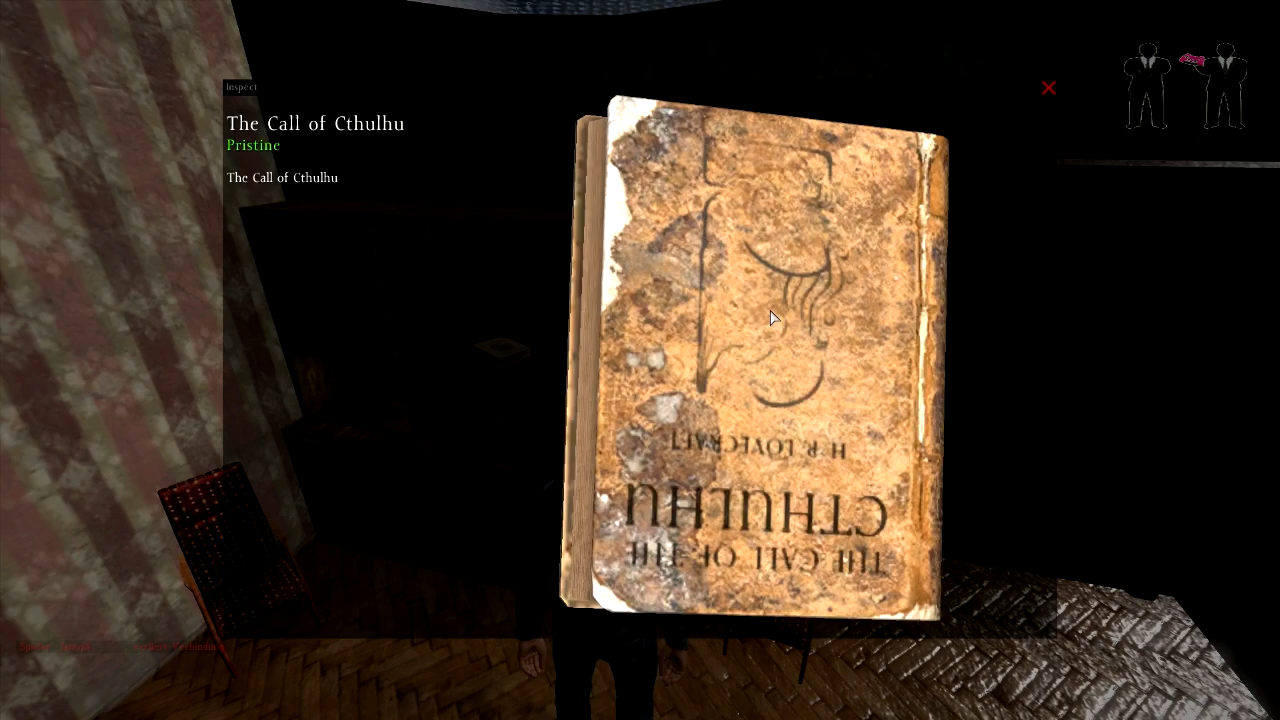 Inspect
The Call of Cthulhu
Pristine
The Call of Cthulhu
THE CALL OF THE
CTHULHU
H. P. LOVECRAFT